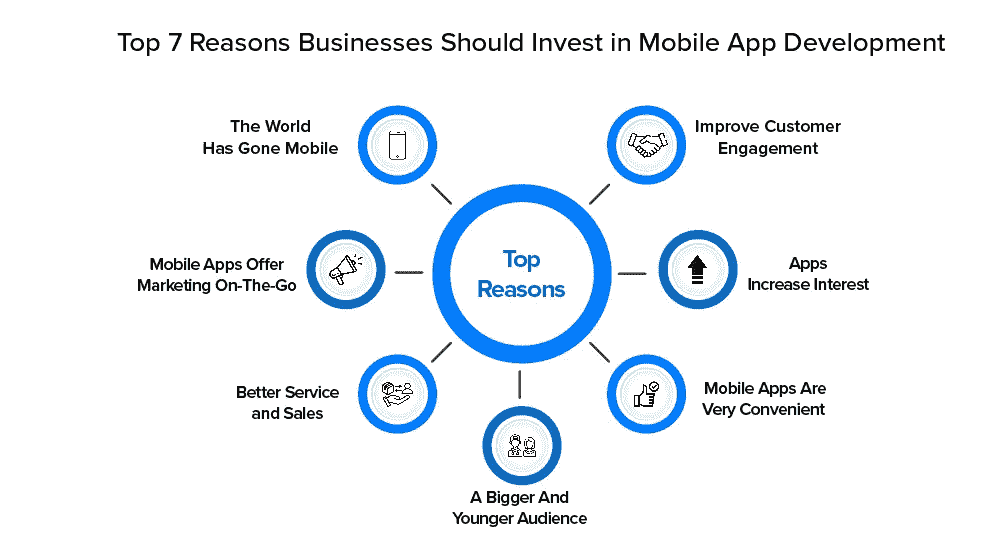 Top 7 Reasons Businesses Should Invest in Mobile App Development
The World
Has Gone Mobile
Improve Customer
Engagement
Mobile Apps Offer
Marketing On-The-Go
Top
Reasons
Apps
Increase Interest
Better Service
and Sales
Mobile Apps Are
Very Convenient
A Bigger And
Younger Audience